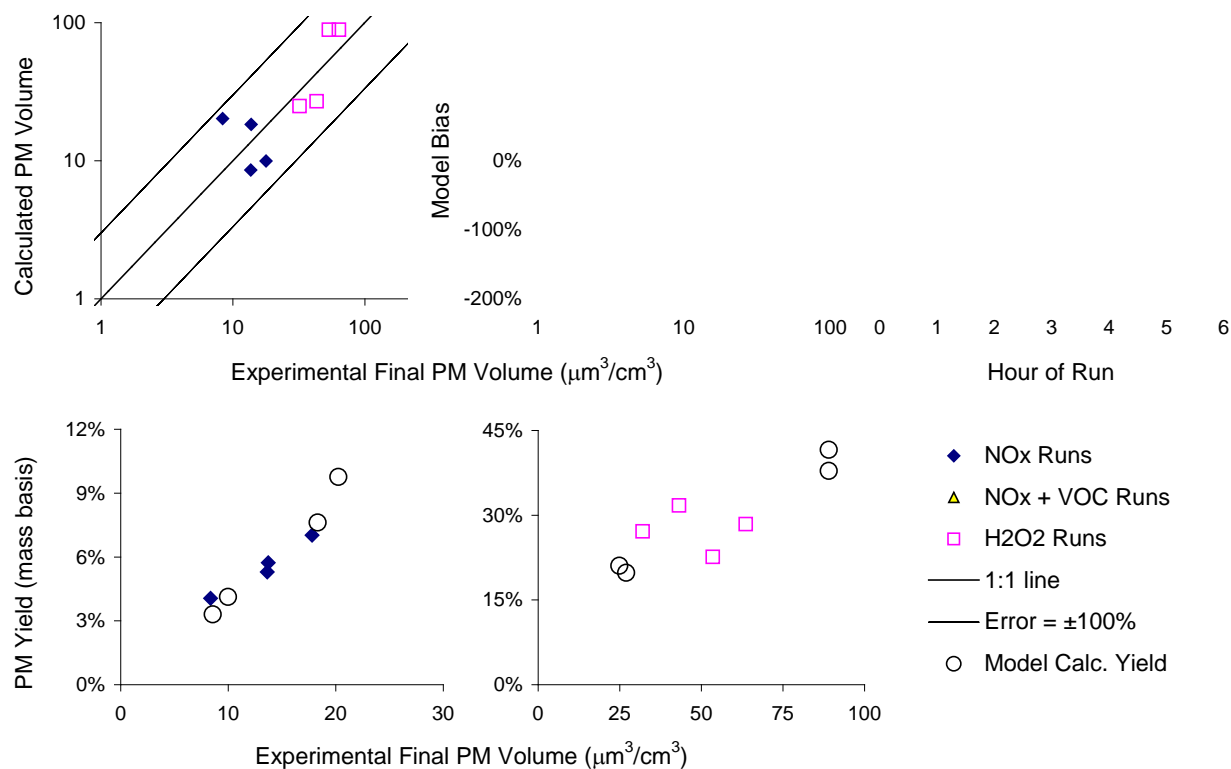 Calculated PM Volume
100
10
1
1 10 100
Model Bias
0%
-100%
-200%
1 10 100
0 1 2 3 4 5 6
Experimental Final PM Volume (μm³/cm³)
Hour of Run
PM Yield (mass basis)
12%
9%
6%
3%
0%
0 10 20 30
45%
30%
15%
0%
0 25 50 75 100
Experimental Final PM Volume (μm³/cm³)
NOx Runs
NOx + VOC Runs
H2O2 Runs
1:1 line
Error = ±100%
Model Calc. Yield